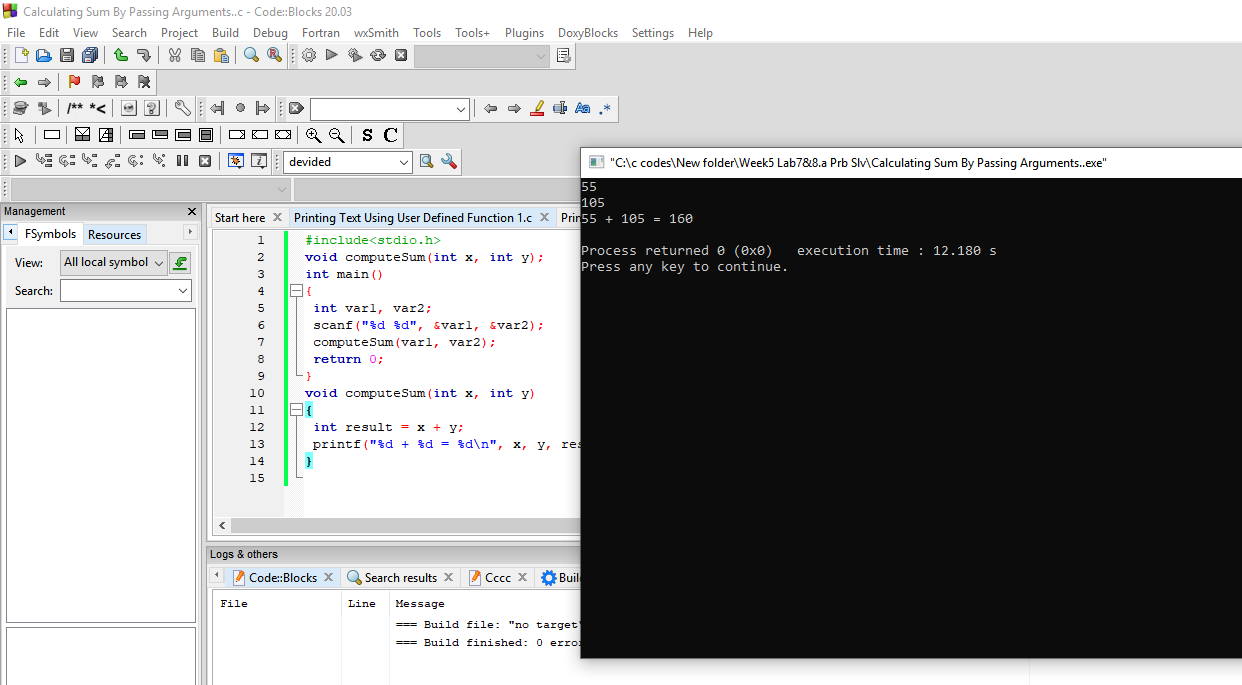 Calculating Sum By Passing Arguments..c - Code::Blocks 20.03
File Edit View Search Project Build Debug Fortran wxSmith Tools Tools+ Plugins DoxyBlocks Settings Help
/** *<
Aa .*
S C
devided
Management
FSymbols Resources
View: All local symbol
Search:
Start here Printing Text Using User Defined Function 1.c Prin
1 #include<stdio.h>
2 void computeSum(int x, int y);
3 int main()
4 {
5 int var1, var2;
6 scanf("%d %d", &var1, &var2);
7 computeSum(var1, var2);
8 return 0;
9 }
10 void computeSum(int x, int y)
11 {
12 int result = x + y;
13 printf("%d + %d = %d\n", x, y, res
14 }
15
"C:\c codes\New folder\Week5 Lab7&8.a Prb Slv\Calculating Sum By Passing Arguments..exe"
55
105
55 + 105 = 160
Process returned 0 (0x0) execution time : 12.180 s
Press any key to continue.
Logs & others
Code::Blocks Search results Cccc Buil
File Line Message
=== Build file: "no target"
=== Build finished: 0 erro